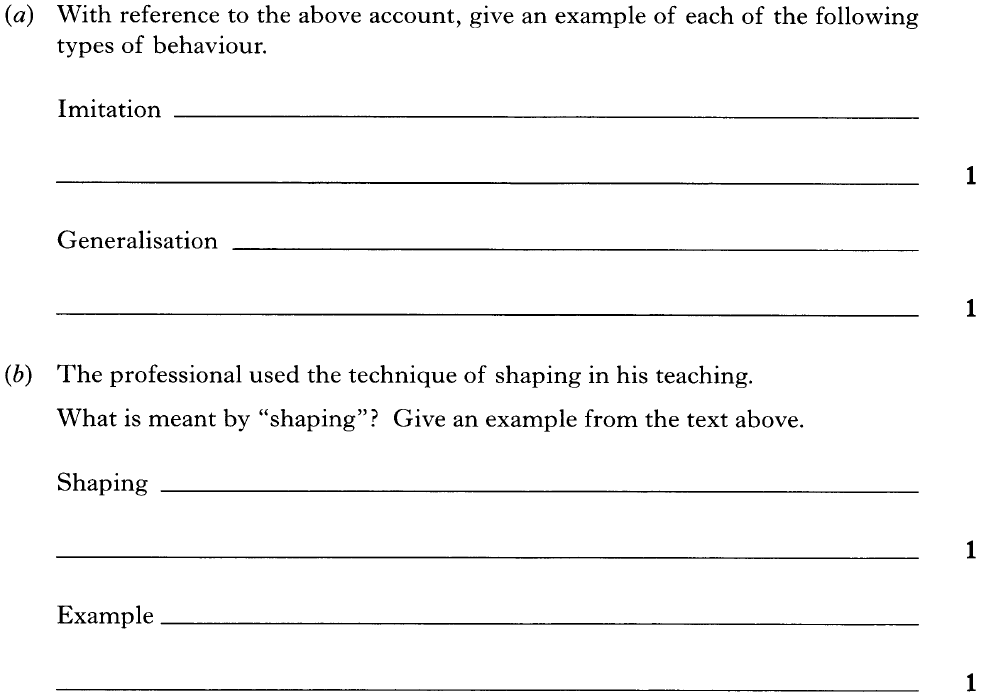 (a) With reference to the above account, give an example of each of the following
types of behaviour.
Imitation
1
Generalisation
1
(b) The professional used the technique of shaping in his teaching.
What is meant by “shaping”? Give an example from the text above.
Shaping
1
Example
1